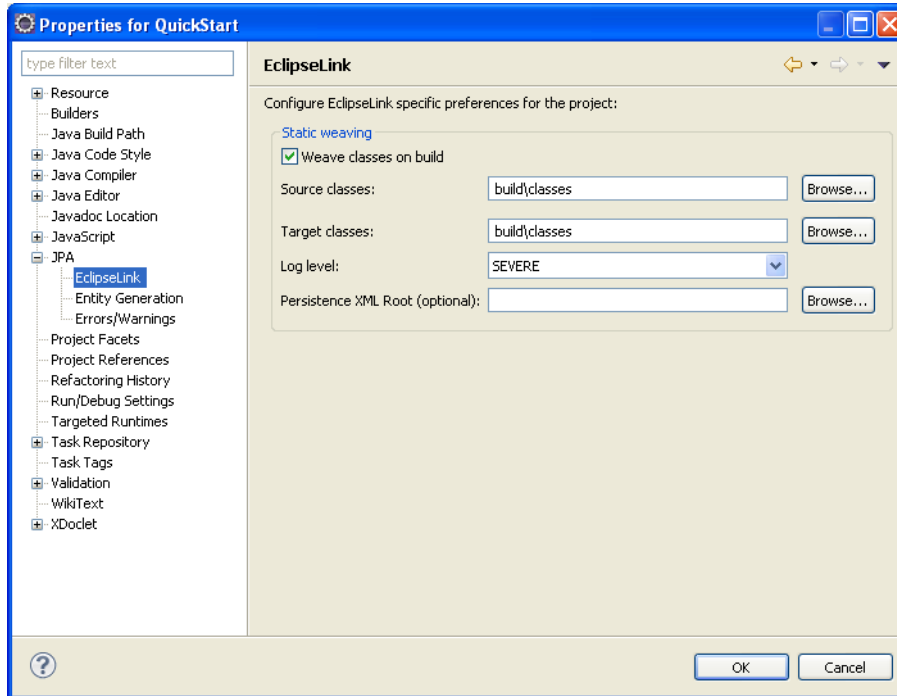 Properties for QuickStart
type filter text
Resource
Builders
Java Build Path
Java Code Style
Java Compiler
Java Editor
Javadoc Location
JavaScript
JPA
EclipseLink
Entity Generation
Errors/Warnings
Project Facets
Project References
Refactoring History
Run/Debug Settings
Targeted Runtimes
Task Repository
Task Tags
Validation
WikiText
XDoclet
EclipseLink
Configure EclipseLink specific preferences for the project:
Static weaving
Weave classes on build
Source classes: build\classes Browse...
Target classes: build\classes Browse...
Log level: SEVERE
Persistence XML Root (optional): Browse...
? OK Cancel